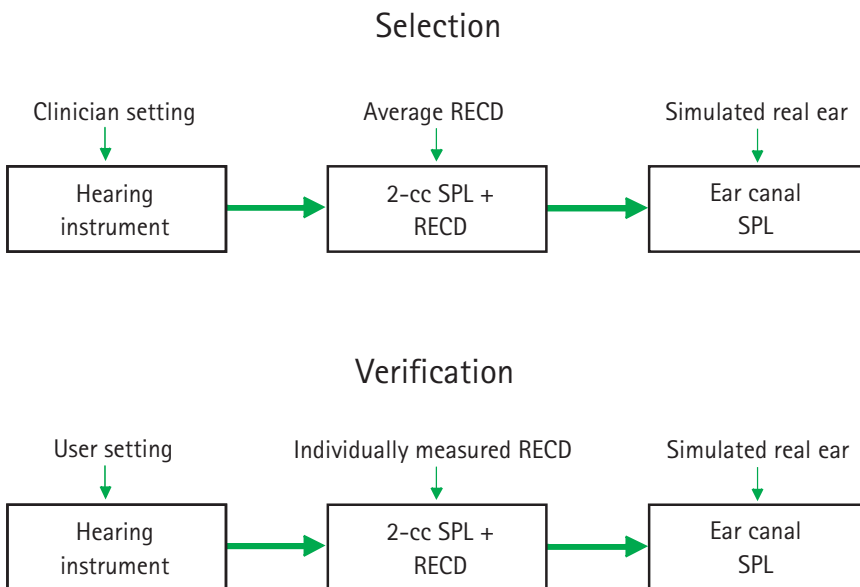 Selection
Clinician setting
Average RECD
Simulated real ear
Hearing
instrument
2-cc SPL +
RECD
Ear canal
SPL
Verification
User setting
Individually measured RECD
Simulated real ear
Hearing
instrument
2-cc SPL +
RECD
Ear canal
SPL